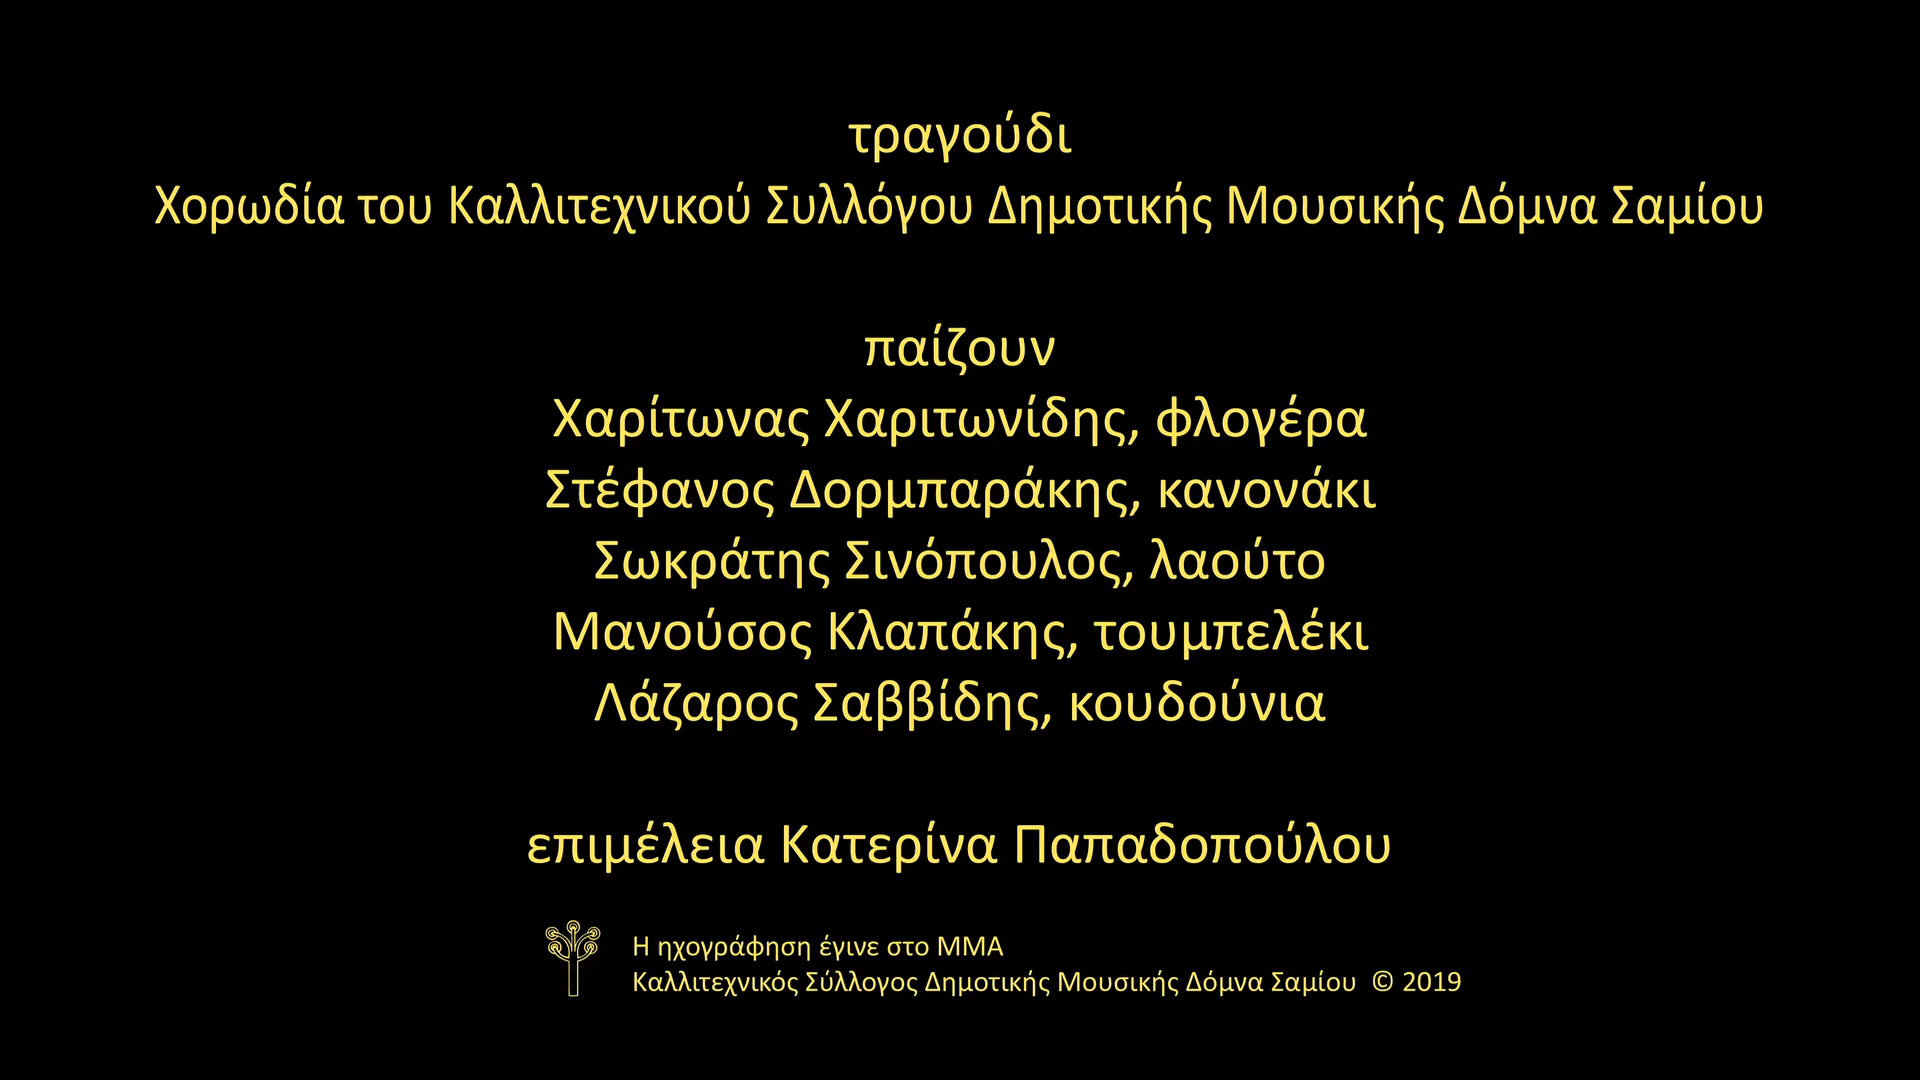 τραγούδι
Χορωδία του Καλλιτεχνικού Συλλόγου Δημοτικής Μουσικής Δόμνα Σαμίου
παίζουν
Χαρίτωνας Χαριτωνίδης, φλογέρα
Στέφανος Δορμπαράκης, κανονάκι
Σωκράτης Σινόπουλος, λαούτο
Μανούσος Κλαπάκης, τουμπελέκι
Λάζαρος Σαββίδης, κουδούνια
επιμέλεια Κατερίνα Παπαδοπούλου
Η ηχογράφηση έγινε στο ΜΜΑ
Καλλιτεχνικός Σύλλογος Δημοτικής Μουσικής Δόμνα Σαμίου © 2019